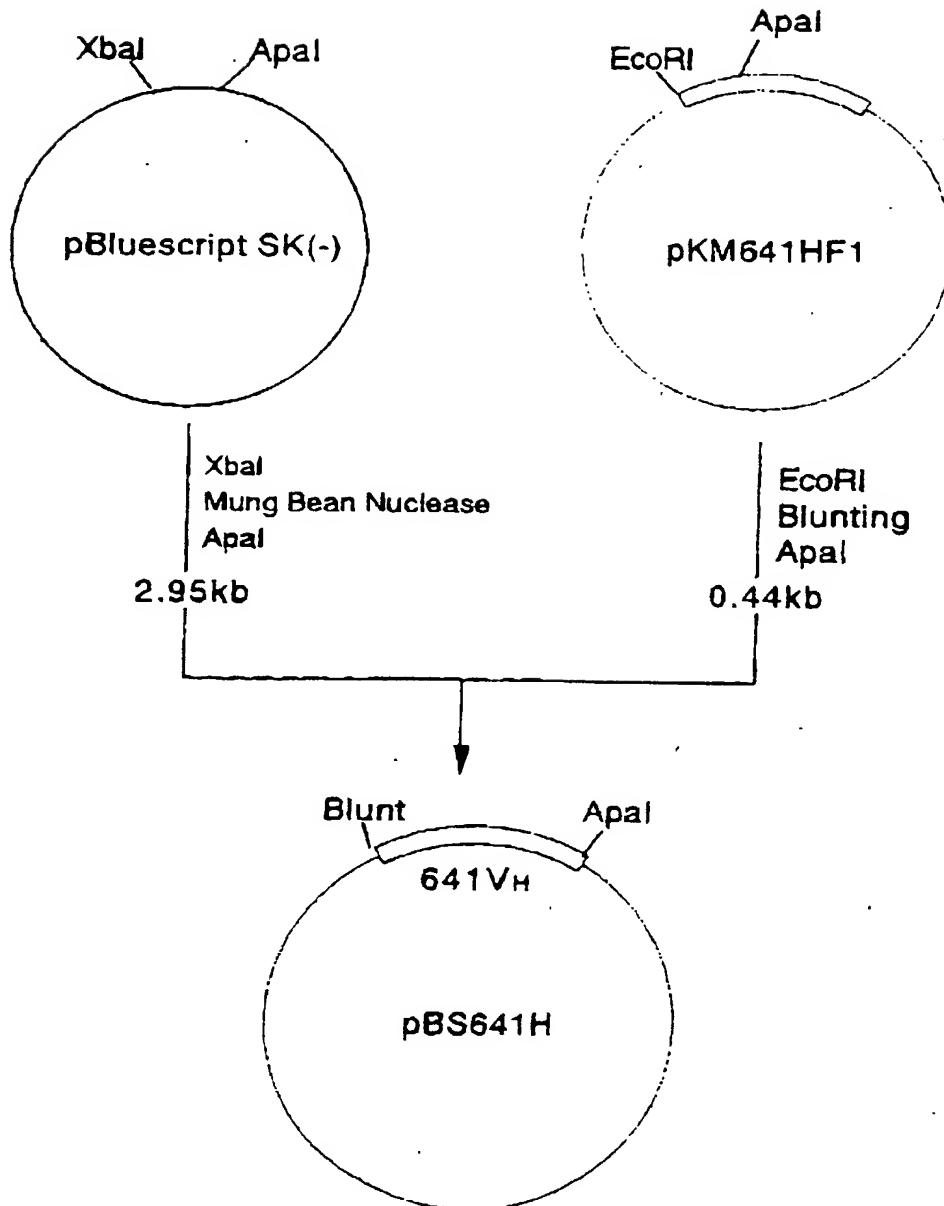 XbaI
ApaI
EcoRI
ApaI
pBluescript SK(-)
pKM641HF1
XbaI
Mung Bean Nuclease
ApaI
2.95kb
EcoRI
Blunting
ApaI
0.44kb
Blunt
ApaI
641VH
pBS641H